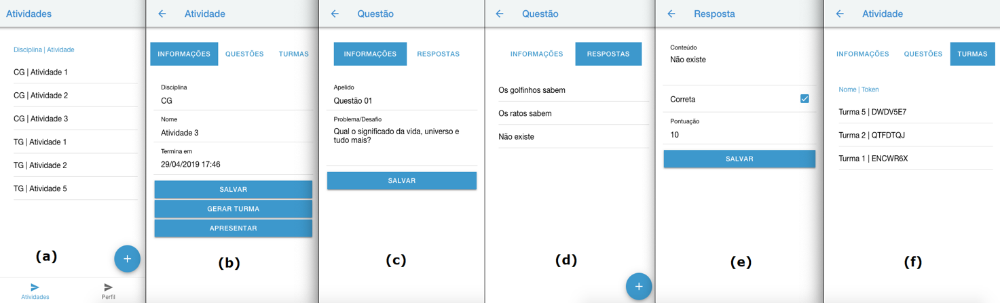 Atividades
Disciplina | Atividade
CG | Atividade 1
CG | Atividade 2
CG | Atividade 3
TG | Atividade 1
TG | Atividade 2
TG | Atividade 5
(a)
+
Atividades Perfil
← Atividade
INFORMAÇÕES QUESTÕES TURMAS
Disciplina
CG
Nome
Atividade 3
Termina em
29/04/2019 17:46
SALVAR
GERAR TURMA
APRESENTAR
(b)
← Questão
INFORMAÇÕES RESPOSTAS
Apelido
Questão 01
Problema/Desafio
Qual o significado da vida, universo e
tudo mais?
SALVAR
(c)
← Questão
INFORMAÇÕES RESPOSTAS
Os golfinhos sabem
Os ratos sabem
Não existe
(d)
+
← Resposta
Conteúdo
Não existe
Correta
Pontuação
10
SALVAR
(e)
← Atividade
INFORMAÇÕES QUESTÕES TURMAS
Nome | Token
Turma 5 | DWDV5E7
Turma 2 | QTFDTQJ
Turma 1 | ENCWR6X
(f)